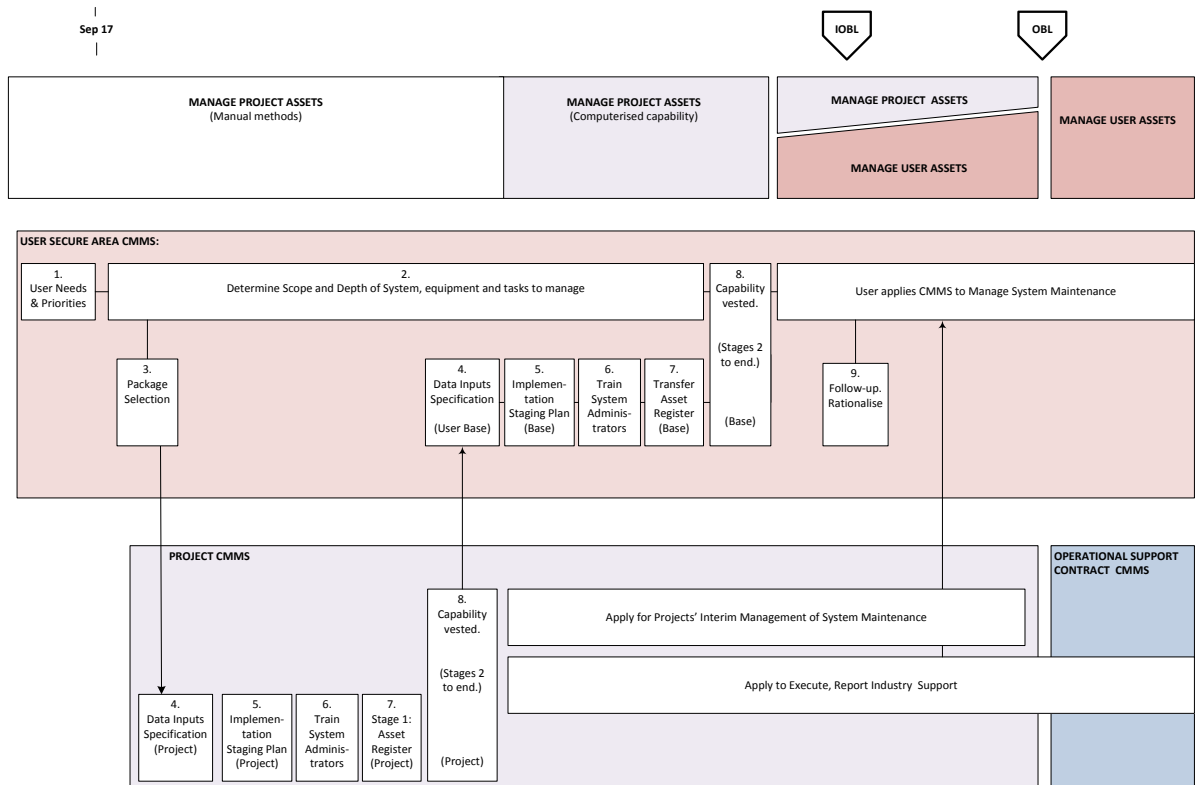 Sep 17
IOBL
OBL
MANAGE PROJECT ASSETS
(Manual methods)
MANAGE PROJECT ASSETS
(Computerised capability)
MANAGE PROJECT ASSETS
MANAGE USER ASSETS
MANAGE USER ASSETS
USER SECURE AREA CMMS:
1.
User Needs
& Priorities
2.
Determine Scope and Depth of System, equipment and tasks to manage
8.
Capability
vested.
(Stages 2
to end.)
(Base)
User applies CMMS to Manage System Maintenance
3.
Package
Selection
4.
Data Inputs
Specification
(User Base)
5.
Implemen-
tation
Staging Plan
(Base)
6.
Train
System
Adminis-
trators
7.
Transfer
Asset
Register
(Base)
9.
Follow-up.
Rationalise
PROJECT CMMS
OPERATIONAL SUPPORT
CONTRACT CMMS
8.
Capability
vested.
(Stages 2
to end.)
(Project)
Apply for Projects' Interim Management of System Maintenance
Apply to Execute, Report Industry Support
4.
Data Inputs
Specification
(Project)
5.
Implemen-
tation
Staging Plan
(Project)
6.
Train
System
Adminis-
trators
7.
Stage 1:
Asset
Register
(Project)